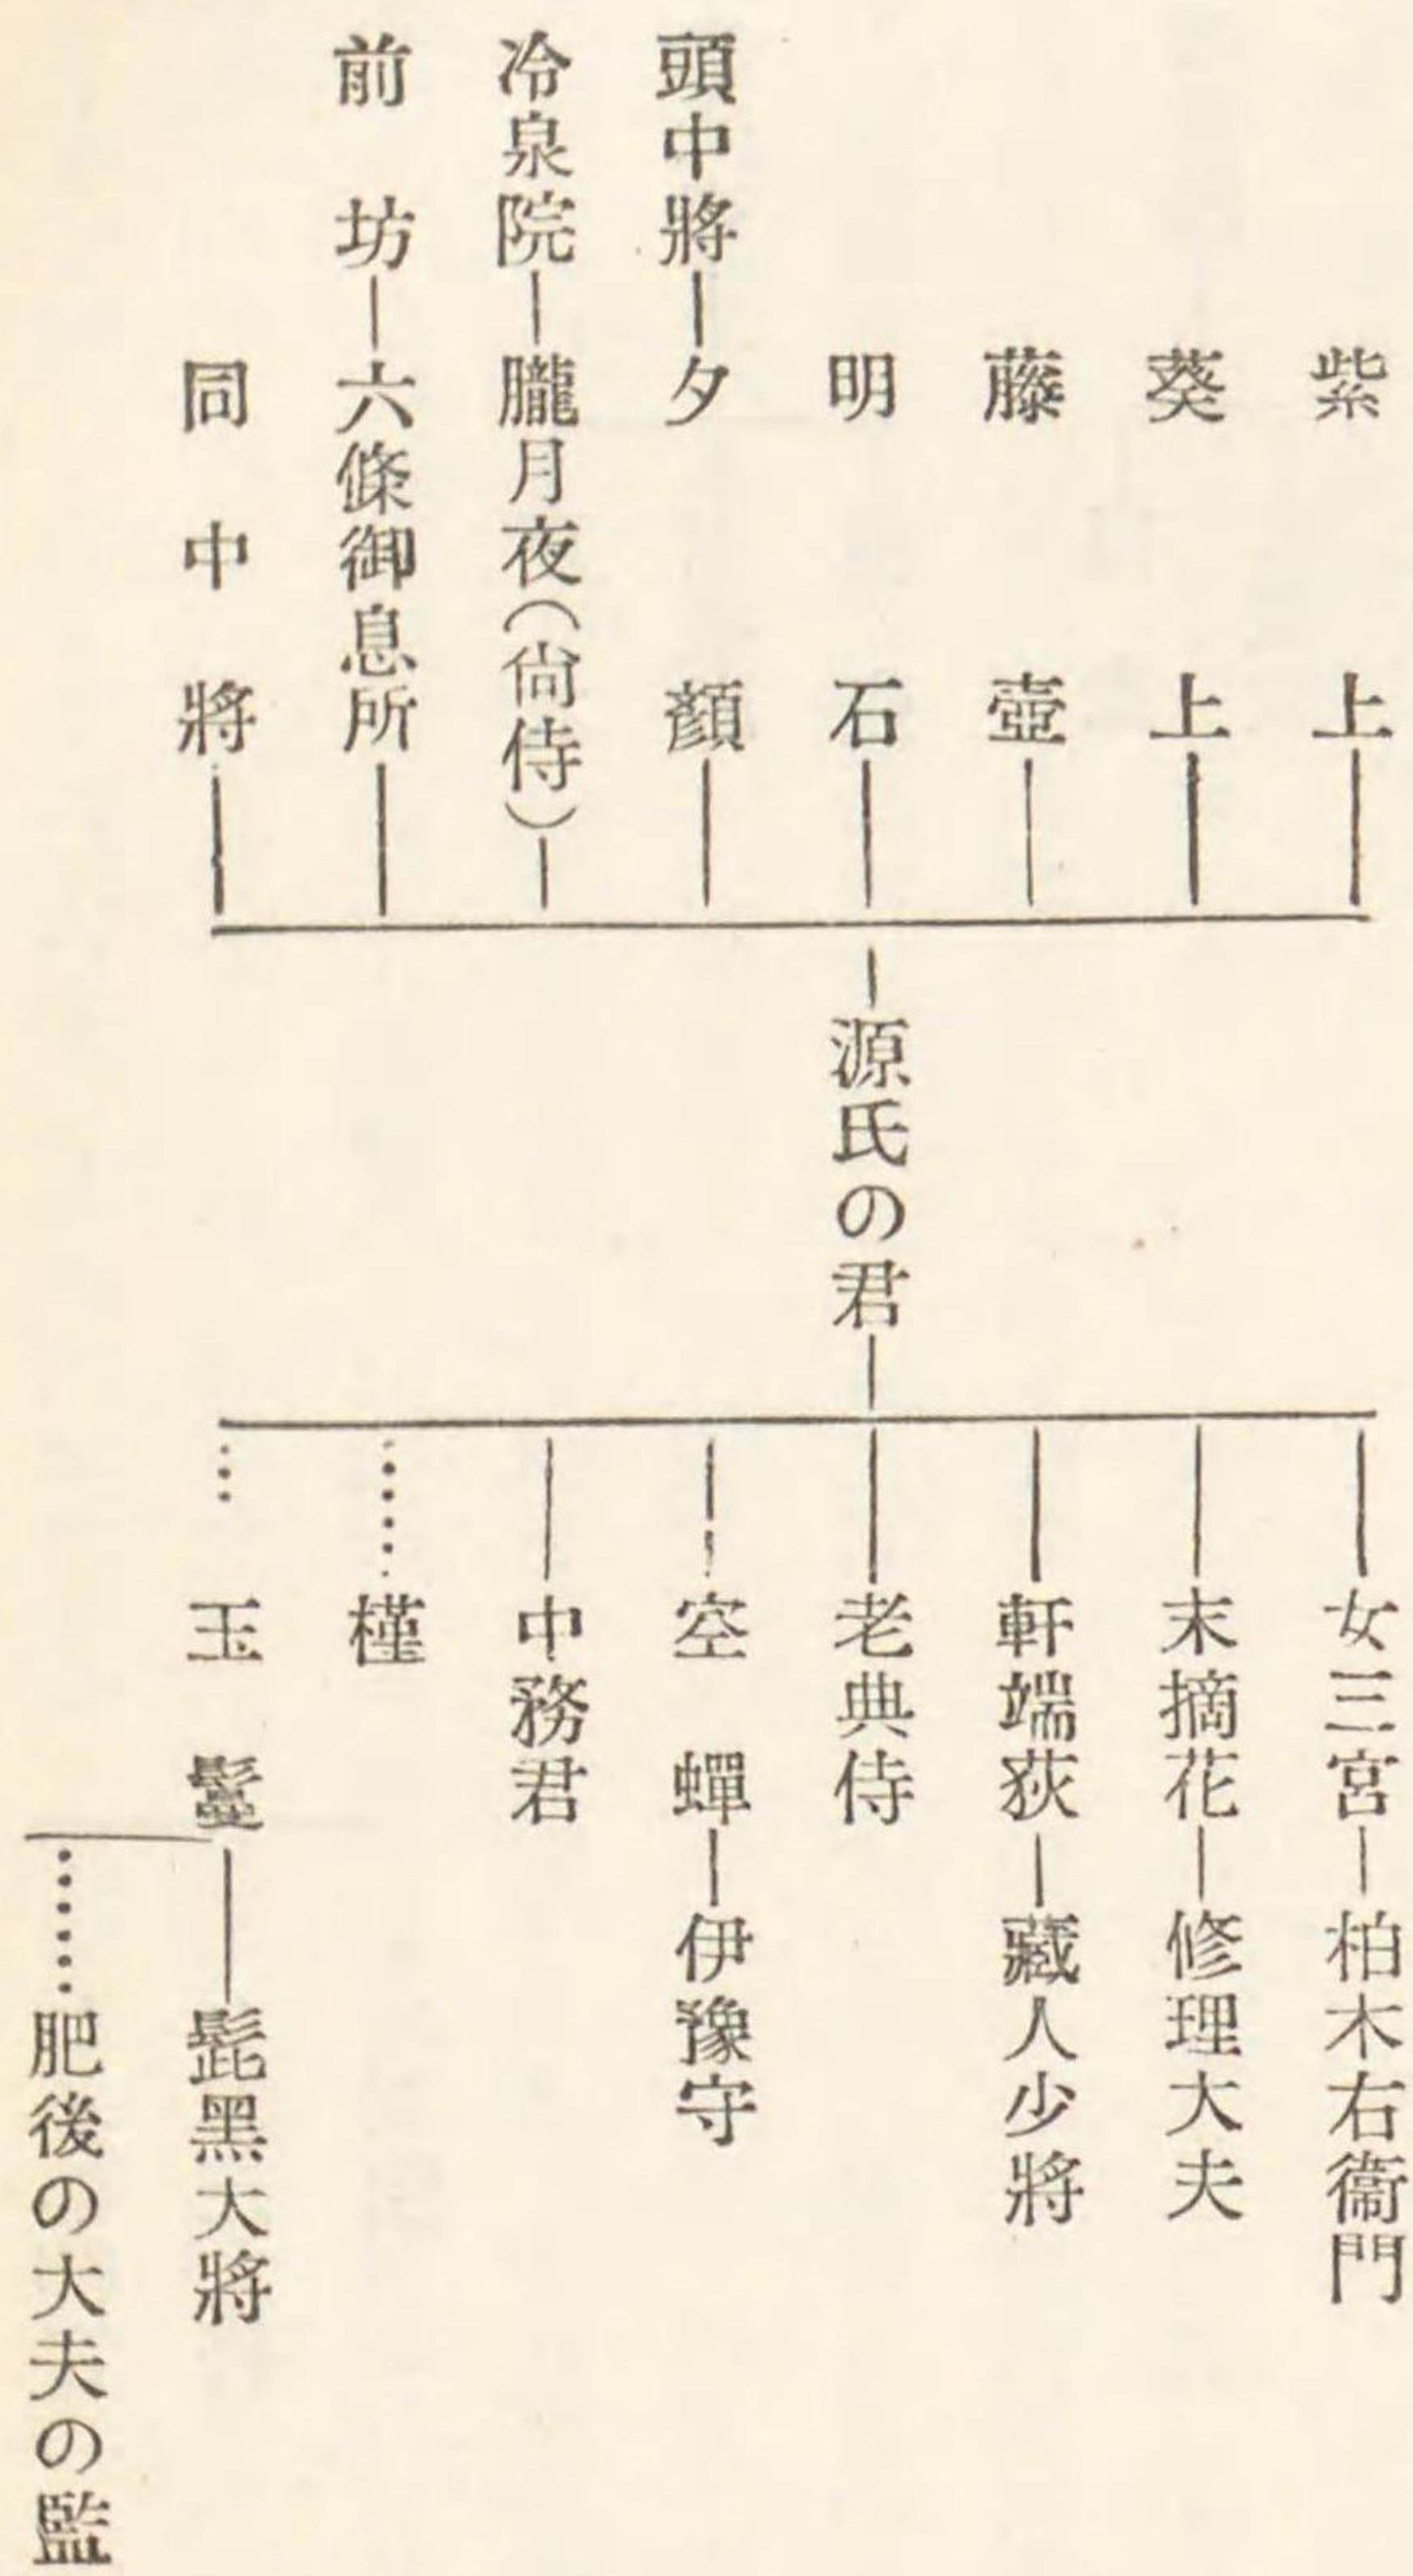 紫上
葵上
藤壺
明石
頭中將―夕顏
冷泉院―朧月夜(尙侍)
前坊―六條御息所
同中將
源氏の君
女三宮―柏木右衞門
末摘花―修理大夫
軒端荻―藏人少將
老典侍
空蟬―伊豫守
中務君
槿
玉鬘―髭黑大將
肥後の大夫の監